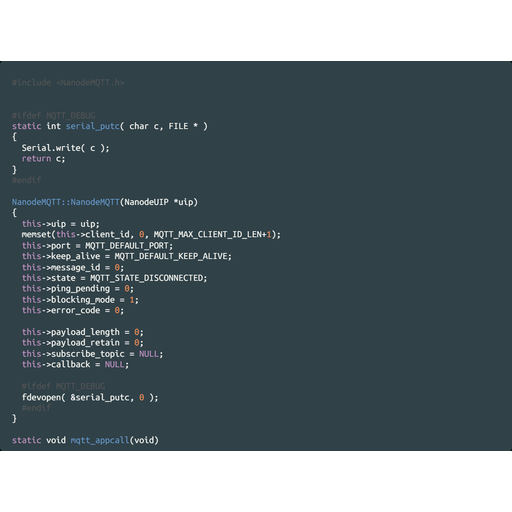 #include <NanodeMQTT.h>
#ifdef MQTT_DEBUG
static int serial_putc( char c, FILE * )
{
  Serial.write( c );
  return c;
}
#endif
NanodeMQTT::NanodeMQTT(NanodeUIP *uip)
{
  this->uip = uip;
  memset(this->client_id, 0, MQTT_MAX_CLIENT_ID_LEN+1);
  this->port = MQTT_DEFAULT_PORT;
  this->keep_alive = MQTT_DEFAULT_KEEP_ALIVE;
  this->message_id = 0;
  this->state = MQTT_STATE_DISCONNECTED;
  this->ping_pending = 0;
  this->blocking_mode = 1;
  this->error_code = 0;
  this->payload_length = 0;
  this->payload_retain = 0;
  this->subscribe_topic = NULL;
  this->callback = NULL;
  #ifdef MQTT_DEBUG
  fdevopen( &serial_putc, 0 );
  #endif
}
static void mqtt_appcall(void)